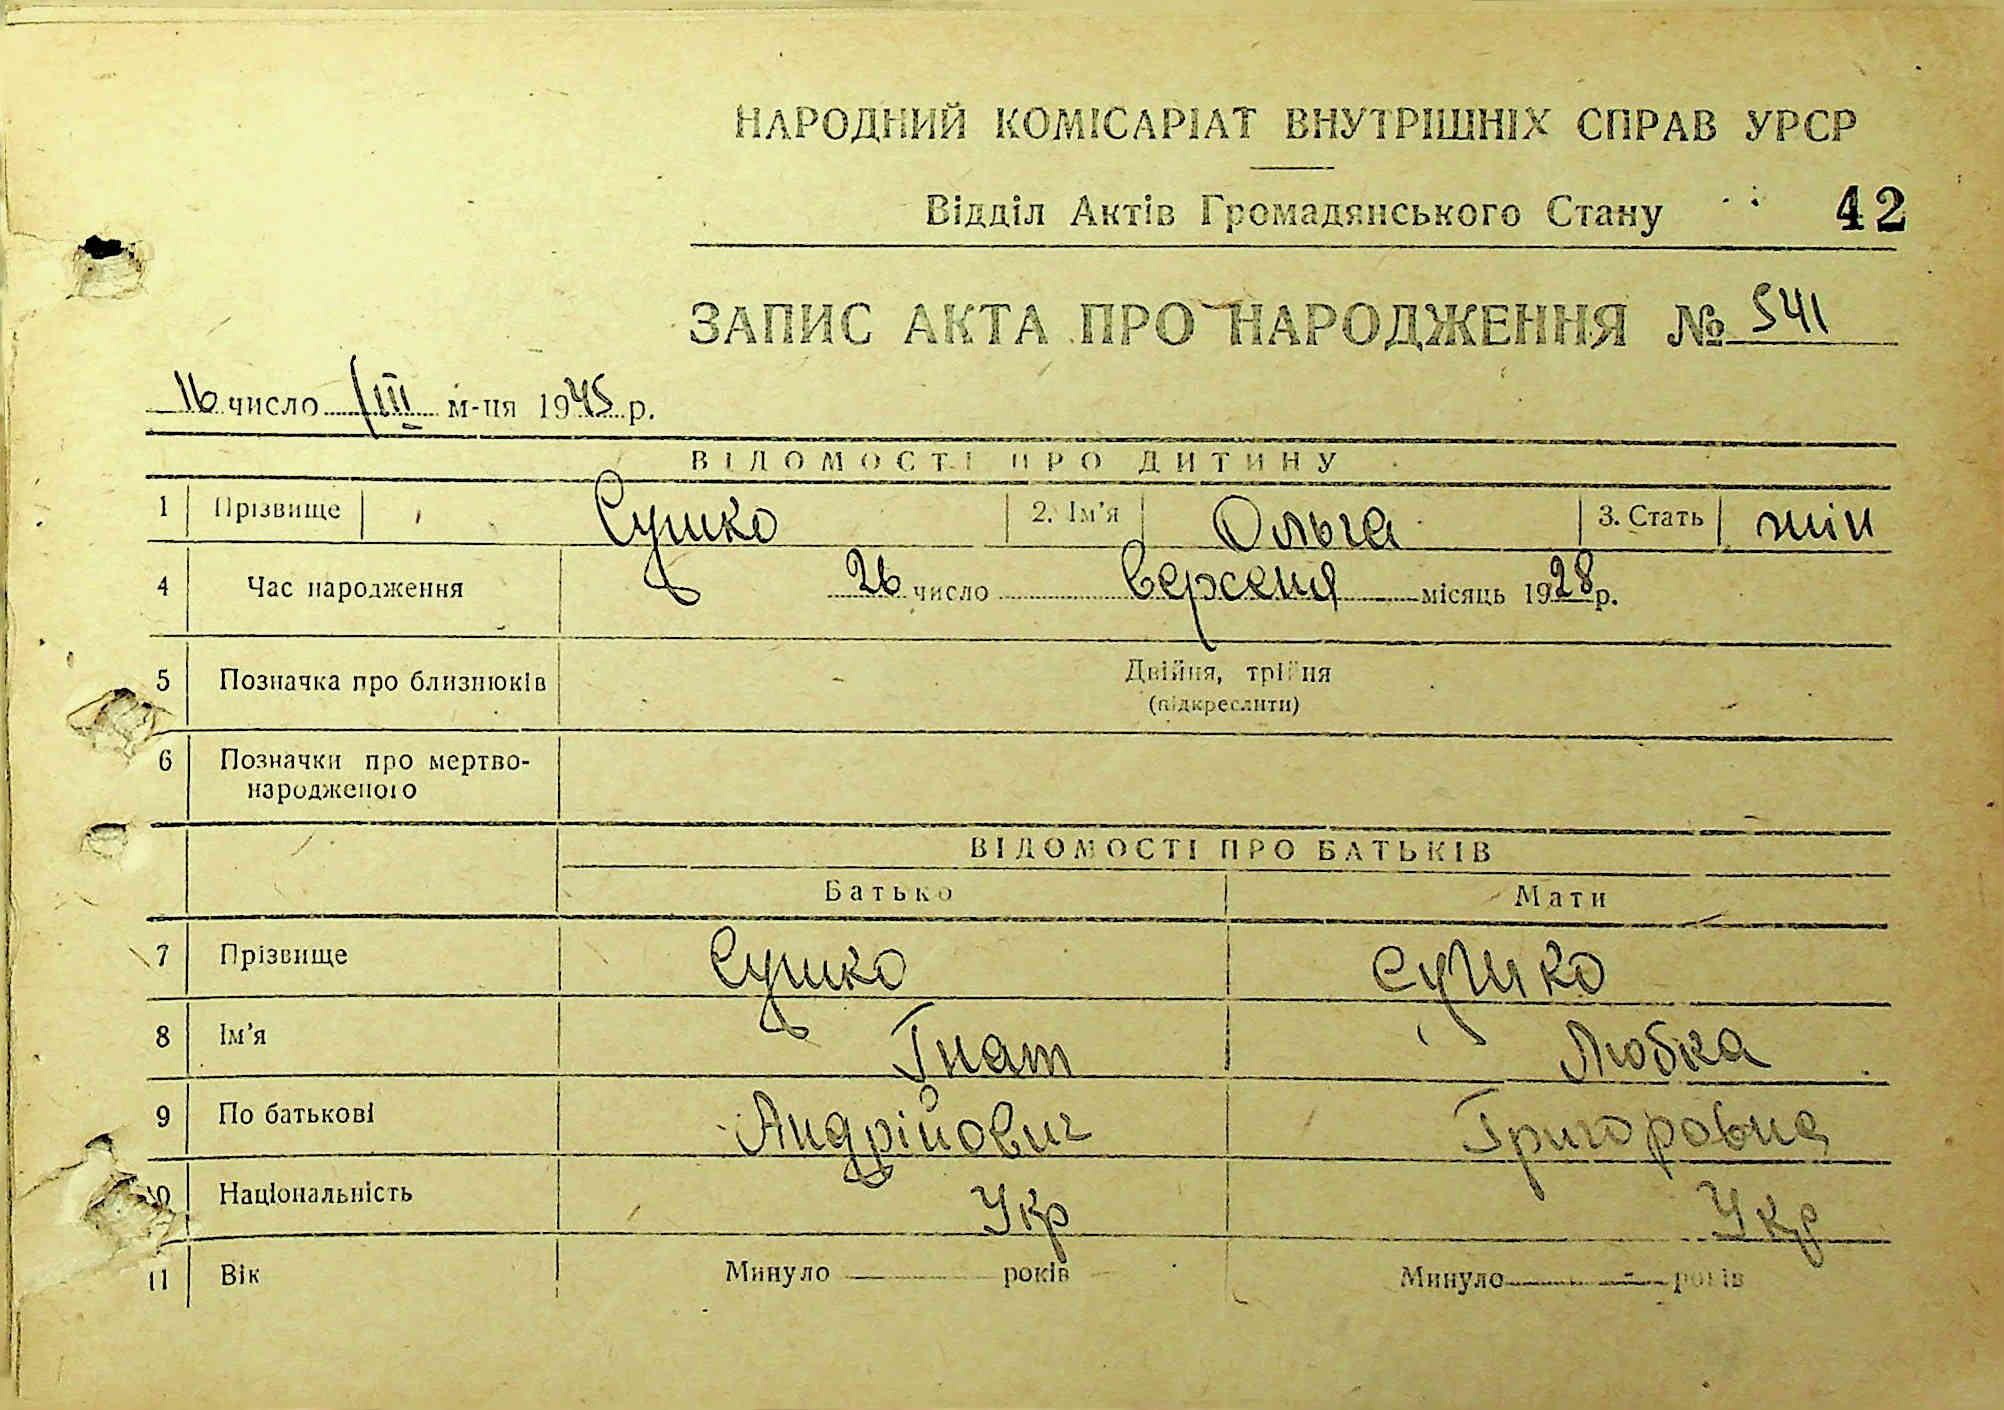 НАРОДНИЙ КОМІСАРІАТ ВНУТРІШНІХ СПРАВ УРСР
Відділ Актів Громадянського Стану 42
ЗАПИС АКТА ПРО НАРОДЖЕННЯ № 541
16 число /III м-ця 1945 р.
ВІДОМОСТІ ПРО ДИТИНУ
1 Прізвище Сушко 2. Ім'я Ольга 3. Стать жін
4 Час народження 26 число Вересня місяць 1928 р.
5 Позначка про близнюків Двійня, трійня
(підкреслити)
6 Позначки про мертво-
народженого
ВІДОМОСТІ ПРО БАТЬКІВ
Батько Мати
7 Прізвище Сушко Сушко
8 Ім'я Гнат Любка
9 По батькові Андрійович Григоровна
10 Національність Укр Укр
11 Вік Минуло років Минуло років